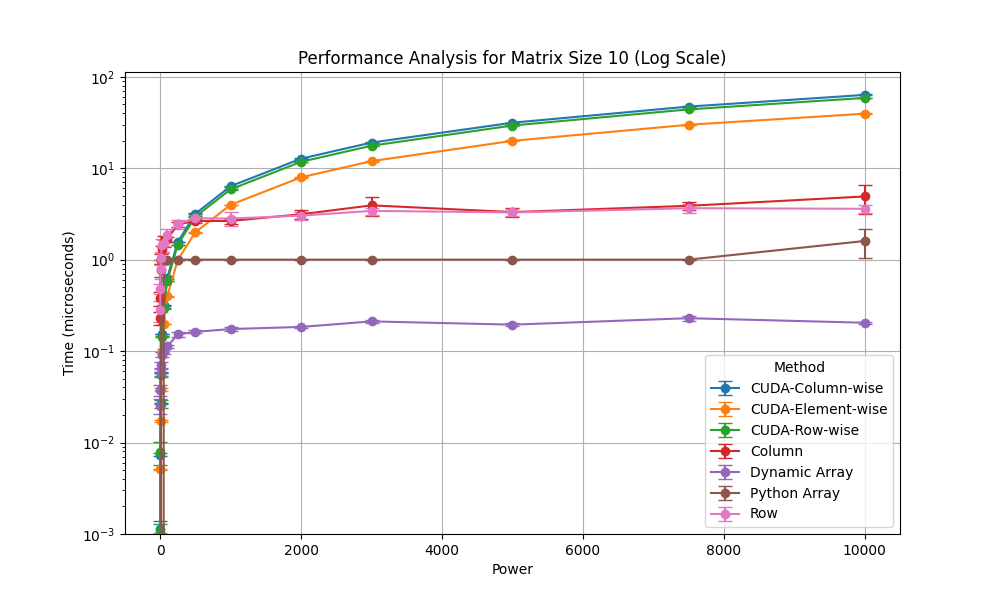 Performance Analysis for Matrix Size 10 (Log Scale)
Time (microseconds)
10²
10¹
10⁰
10⁻¹
10⁻²
10⁻³
Method
CUDA-Column-wise
CUDA-Element-wise
CUDA-Row-wise
Column
Dynamic Array
Python Array
Row
0 2000 4000 6000 8000 10000
Power